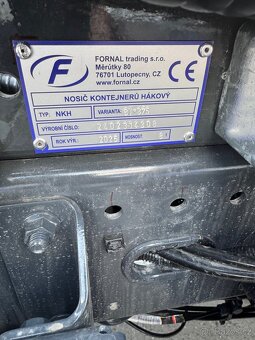 F
FORNAL trading s.r.o.
Měrůtky 80
76701 Lutopecny, CZ
www.fornal.cz
CE
NOSIČ KONTEJNERŮ HÁKOVÝ
TYP: NKH VARIANTA:
VÝROBNÍ ČÍSLO:
ROK VÝR.: HMOTNOST: